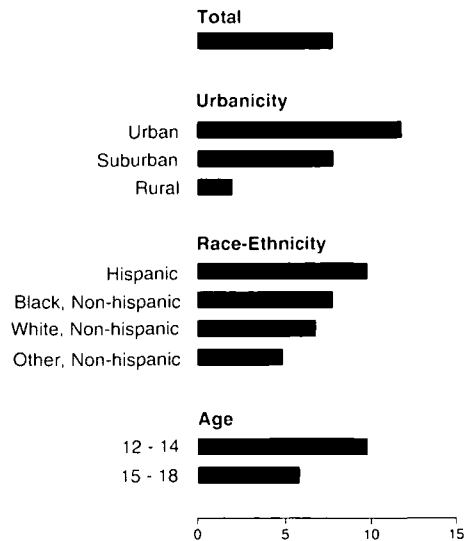 Total
Urbanicity
Urban
Suburban
Rural
Race-Ethnicity
Hispanic
Black, Non-hispanic
White, Non-hispanic
Other, Non-hispanic
Age
12 - 14
15 - 18
0 5 10 15